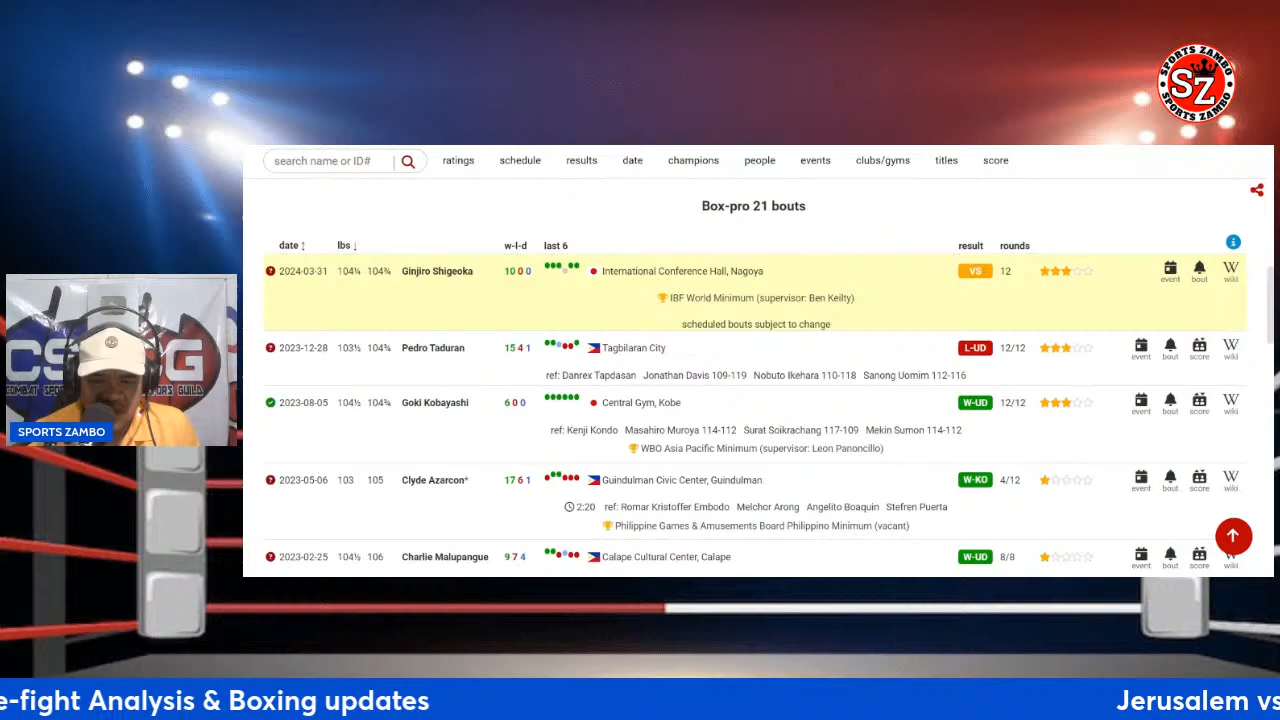 SPORTS ZAMBO
SZ
SPORTS ZAMBO
search name or ID#
ratings schedule results date champions people events clubs/gyms titles score
Box-pro 21 bouts
date lbs w-l-d last 6 result rounds
2024-03-31 104¼ 104¾ Ginjiro Shigeoka 10 0 0 International Conference Hall, Nagoya VS 12 event bout wiki
IBF World Minimum (supervisor: Ben Keilty)
scheduled bouts subject to change
2023-12-28 103½ 104¾ Pedro Taduran 15 4 1 Tagbilaran City L-UD 12/12 event bout score wiki
ref: Danrex Tapdasan Jonathan Davis 109-119 Nobuto Ikehara 110-118 Sanong Uomim 112-116
2023-08-05 104½ 104¾ Goki Kobayashi 6 0 0 Central Gym, Kobe W-UD 12/12 event bout score wiki
ref: Kenji Kondo Masahiro Muroya 114-112 Surat Soikrachang 117-109 Mekin Sumon 114-112
WBO Asia Pacific Minimum (supervisor: Leon Panoncillo)
2023-05-06 103 105 Clyde Azarcon* 17 6 1 Guindulman Civic Center, Guindulman W-KO 4/12 event bout score wiki
2:20 ref: Romar Kristoffer Embodo Melchor Arong Angelito Boaquin Stefren Puerta
Philippine Games & Amusements Board Philippino Minimum (vacant)
2023-02-25 104½ 106 Charlie Malupangue 9 7 4 Calape Cultural Center, Calape W-UD 8/8 event bout score wiki
SPORTS ZAMBO
e-fight Analysis & Boxing updates
Jerusalem vs